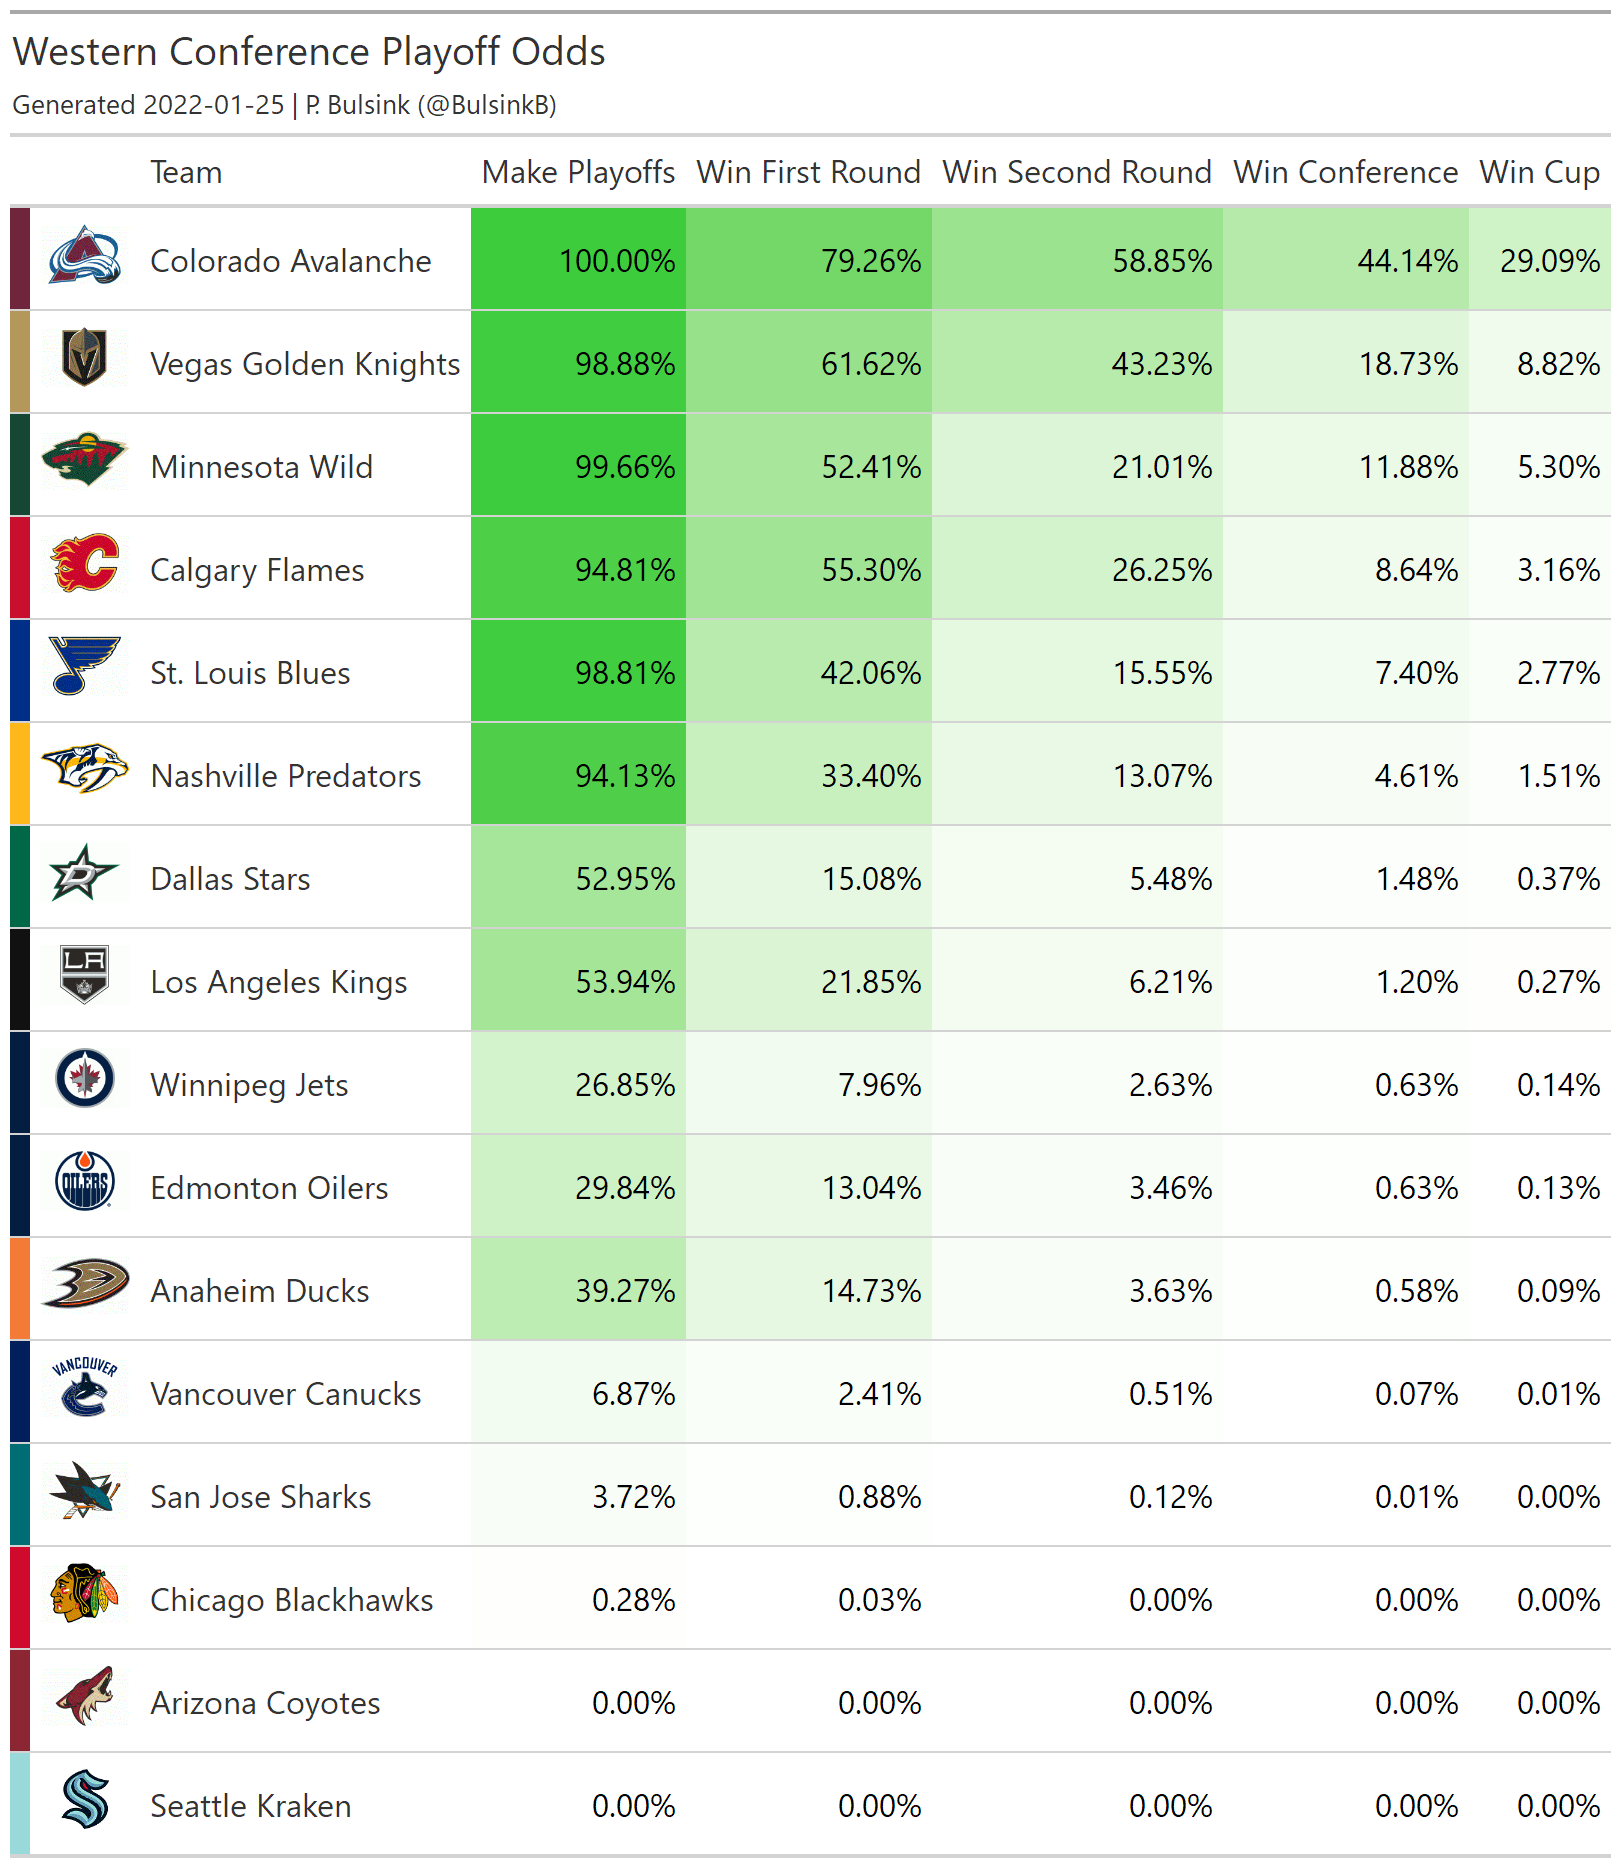 Western Conference Playoff Odds
Generated 2022-01-25 | P. Bulsink (@BulsinkB)
Team Make Playoffs Win First Round Win Second Round Win Conference Win Cup
Colorado Avalanche 100.00% 79.26% 58.85% 44.14% 29.09%
Vegas Golden Knights 98.88% 61.62% 43.23% 18.73% 8.82%
Minnesota Wild 99.66% 52.41% 21.01% 11.88% 5.30%
Calgary Flames 94.81% 55.30% 26.25% 8.64% 3.16%
St. Louis Blues 98.81% 42.06% 15.55% 7.40% 2.77%
Nashville Predators 94.13% 33.40% 13.07% 4.61% 1.51%
Dallas Stars 52.95% 15.08% 5.48% 1.48% 0.37%
LA
Los Angeles Kings 53.94% 21.85% 6.21% 1.20% 0.27%
Winnipeg Jets 26.85% 7.96% 2.63% 0.63% 0.14%
OILERS
Edmonton Oilers 29.84% 13.04% 3.46% 0.63% 0.13%
Anaheim Ducks 39.27% 14.73% 3.63% 0.58% 0.09%
VANCOUVER
Vancouver Canucks 6.87% 2.41% 0.51% 0.07% 0.01%
San Jose Sharks 3.72% 0.88% 0.12% 0.01% 0.00%
Chicago Blackhawks 0.28% 0.03% 0.00% 0.00% 0.00%
Arizona Coyotes 0.00% 0.00% 0.00% 0.00% 0.00%
Seattle Kraken 0.00% 0.00% 0.00% 0.00% 0.00%